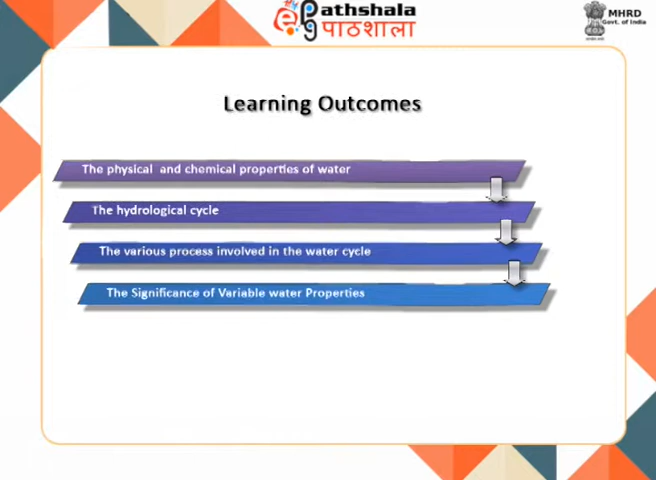 ePathshala
पाठशाला
MHRD
Govt. of India
Learning Outcomes
The physical and chemical properties of water
The hydrological cycle
The various process involved in the water cycle
The Significance of Variable water Properties